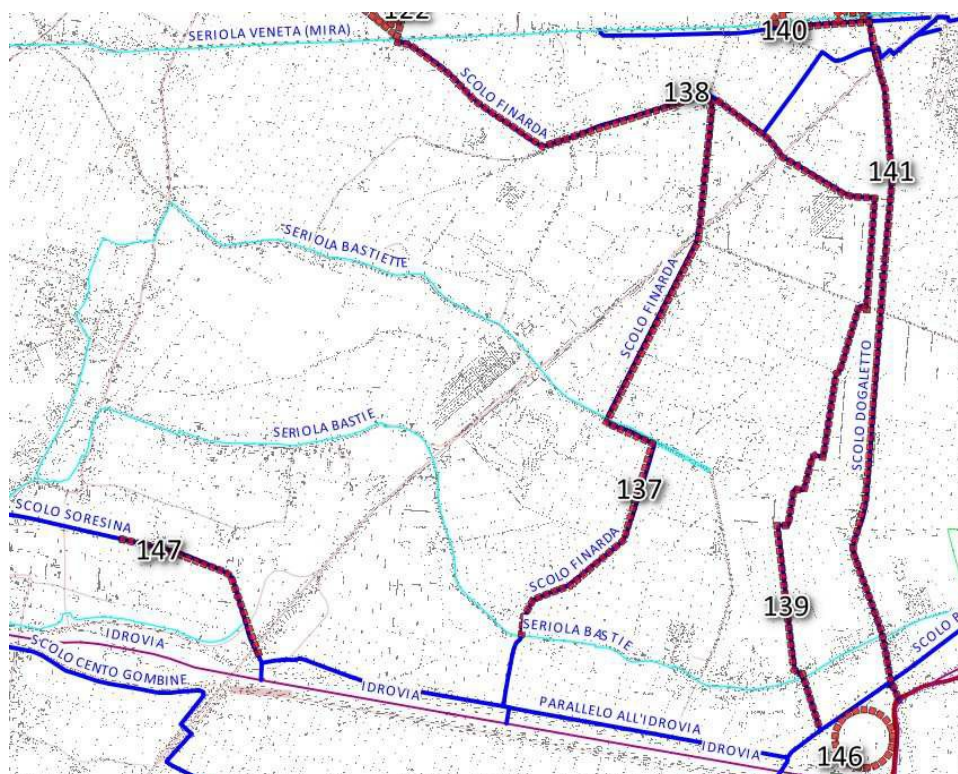 122
SERIOLA VENETA (MIRA)
140
SCOLO FINARDA
138
141
SERIOLA BASTIETTE
SCOLO FINARDA
SCOLO DOGALETTO
SERIOLA BASTIE
137
SCOLO SORESINA
147
SCOLO FINARDA
139
SERIOLA BASTIE
IDROVIA
SCOLO CENTO GOMBINE
IDROVIA
PARALLELO ALL'IDROVIA
IDROVIA
146